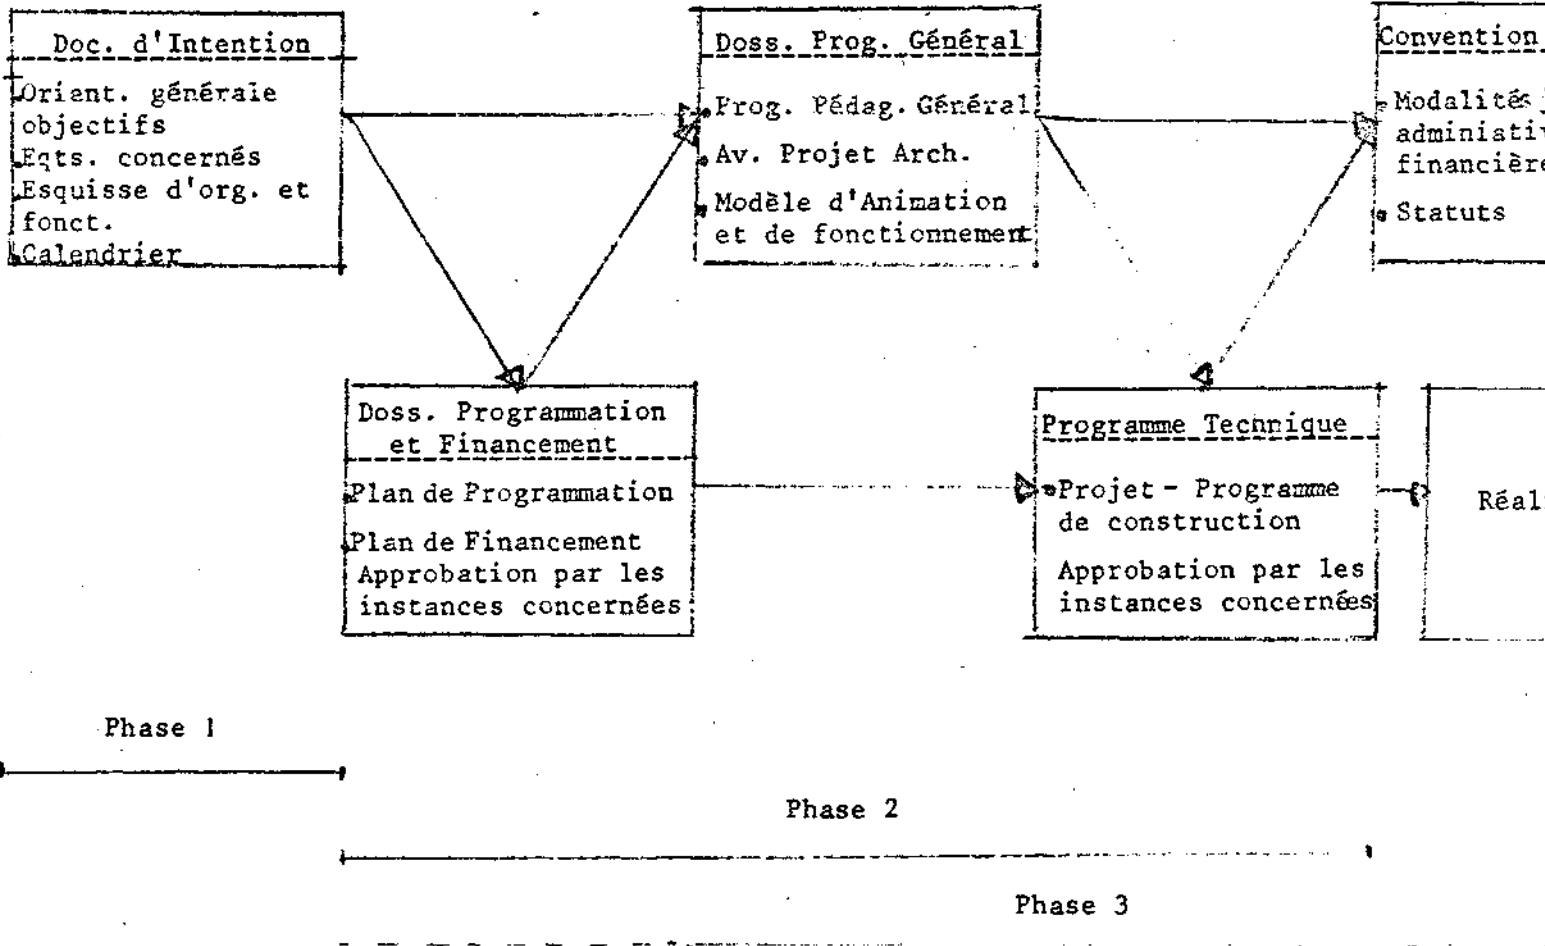 Doc. d'Intention
Orient. générale
objectifs
Eqts. concernés
Esquisse d'org. et
fonct.
Calendrier
Doss. Prog. Général
Prog. Pédag. Général
Av. Projet Arch.
Modèle d'Animation
et de fonctionnement
Convention
Modalités
financière
Statuts
Doss. Programmation
et Financement
Plan de Programmation
Plan de Financement
Approbation par les
instances concernées
Programme Technique
Projet - Programme
de construction
Approbation par les
instances concernées
Phase 1
Phase 2
Phase 3